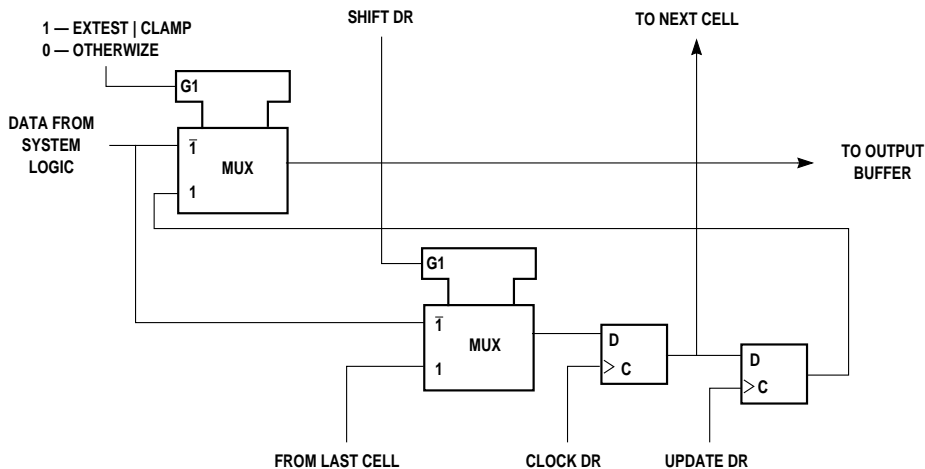 SHIFT DR
TO NEXT CELL
1 — EXTEST | CLAMP
0 — OTHERWIZE
G1
DATA FROM
SYSTEM
LOGIC
1̅
MUX
1
TO OUTPUT
BUFFER
G1
1̅
MUX
1
D
C
D
C
FROM LAST CELL
CLOCK DR
UPDATE DR